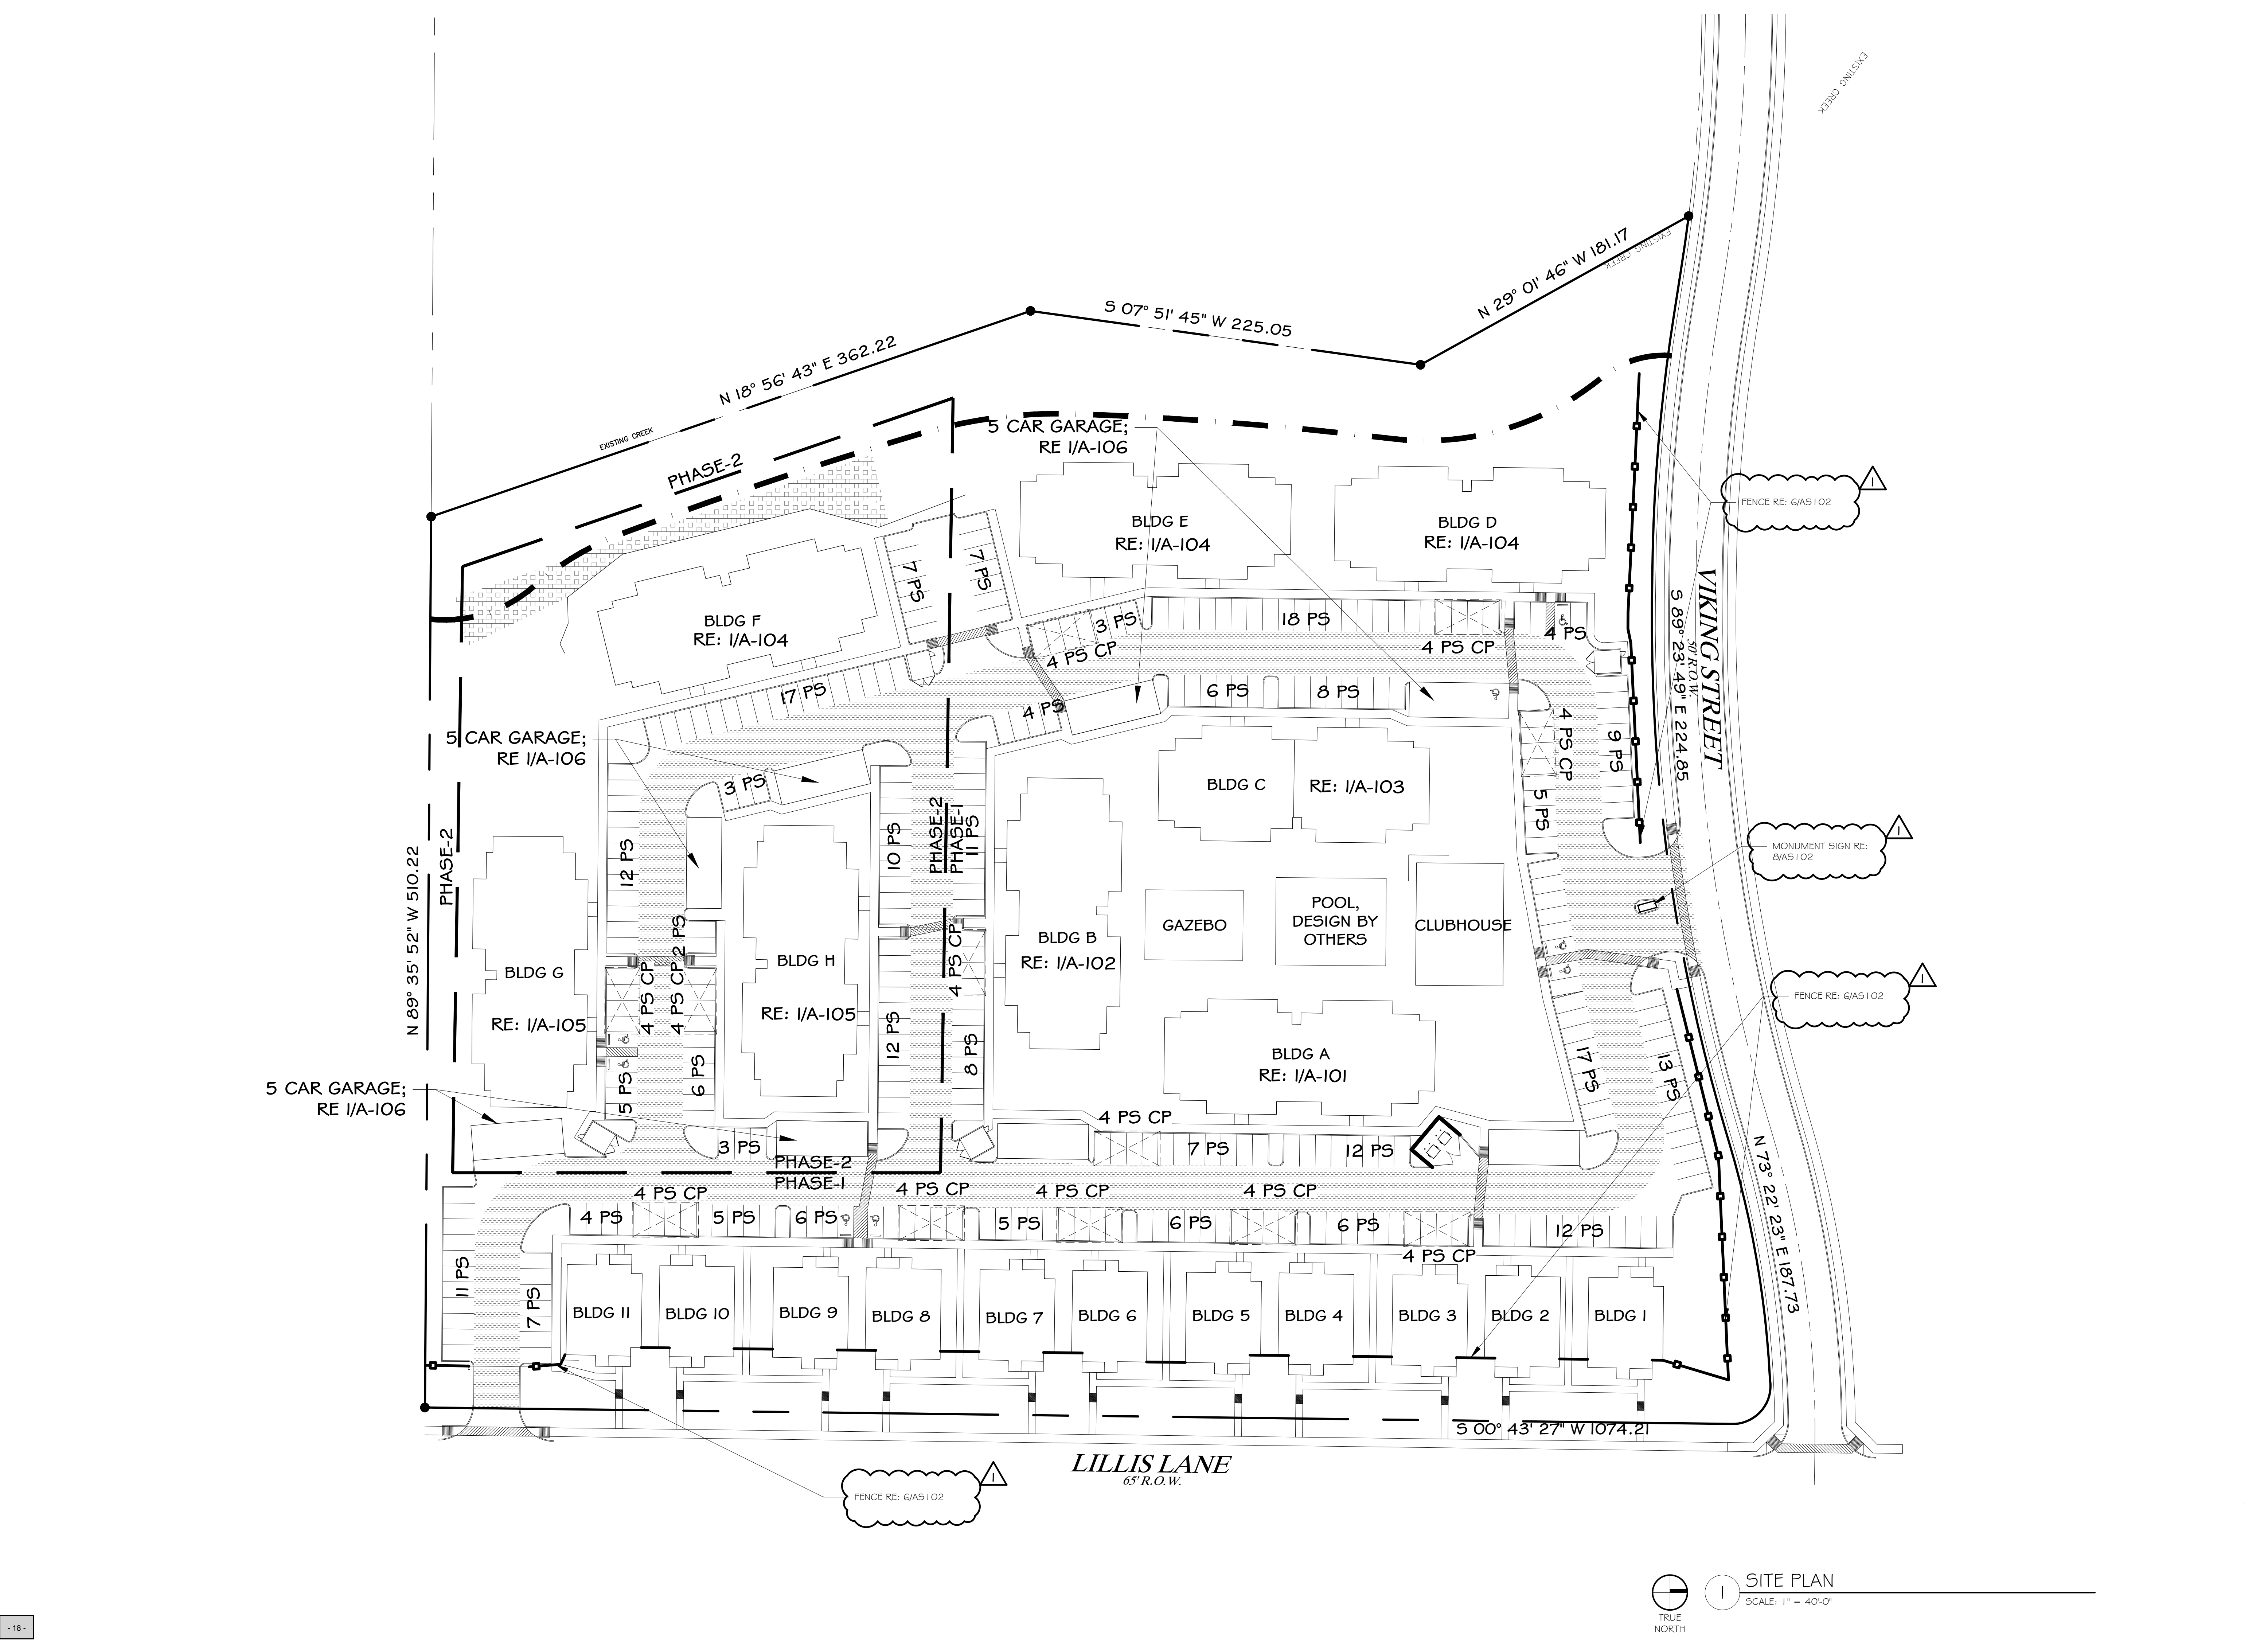 EXISTING CREEK
N 29° 01' 46" W 181.17
EXISTING CREEK
S 07° 51' 45" W 225.05
N 18° 56' 43" E 362.22
EXISTING CREEK
PHASE-2
5 CAR GARAGE;
RE 1/A-106
FENCE RE: 6/AS102
1
BLDG E
RE: 1/A-104
BLDG D
RE: 1/A-104
7 PS
7 PS
BLDG F
RE: 1/A-104
3 PS
18 PS
4 PS
4 PS CP
4 PS CP
VIKING STREET
50' R.O.W.
S 89° 23' 49" E 224.85
17 PS
4 PS
6 PS
8 PS
4 PS CP
9 PS
5 CAR GARAGE;
RE 1/A-106
3 PS
BLDG C
RE: 1/A-103
5 PS
12 PS
10 PS
PHASE-2
PHASE-1
11 PS
MONUMENT SIGN RE:
8/AS102
1
PHASE-2
N 89° 35' 52" W 510.22
GAZEBO
POOL,
DESIGN BY
OTHERS
CLUBHOUSE
2 PS
BLDG B
RE: 1/A-102
4 PS CP
BLDG G
RE: 1/A-105
4 PS CP
4 PS CP
BLDG H
RE: 1/A-105
FENCE RE: 6/AS102
1
12 PS
8 PS
BLDG A
RE: 1/A-101
17 PS
13 PS
5 CAR GARAGE;
RE 1/A-106
5 PS
6 PS
4 PS CP
3 PS
7 PS
12 PS
PHASE-2
PHASE-1
N 73° 22' 23" E 187.73
4 PS CP
4 PS CP
4 PS CP
4 PS CP
4 PS
5 PS
6 PS
5 PS
6 PS
6 PS
12 PS
4 PS CP
11 PS
7 PS
BLDG 11
BLDG 10
BLDG 9
BLDG 8
BLDG 7
BLDG 6
BLDG 5
BLDG 4
BLDG 3
BLDG 2
BLDG 1
S 00° 43' 27" W 1074.21
LILLIS LANE
65' R.O.W.
FENCE RE: 6/AS102
1
TRUE
NORTH
1
SITE PLAN
SCALE: 1" = 40'-0"
- 18 -